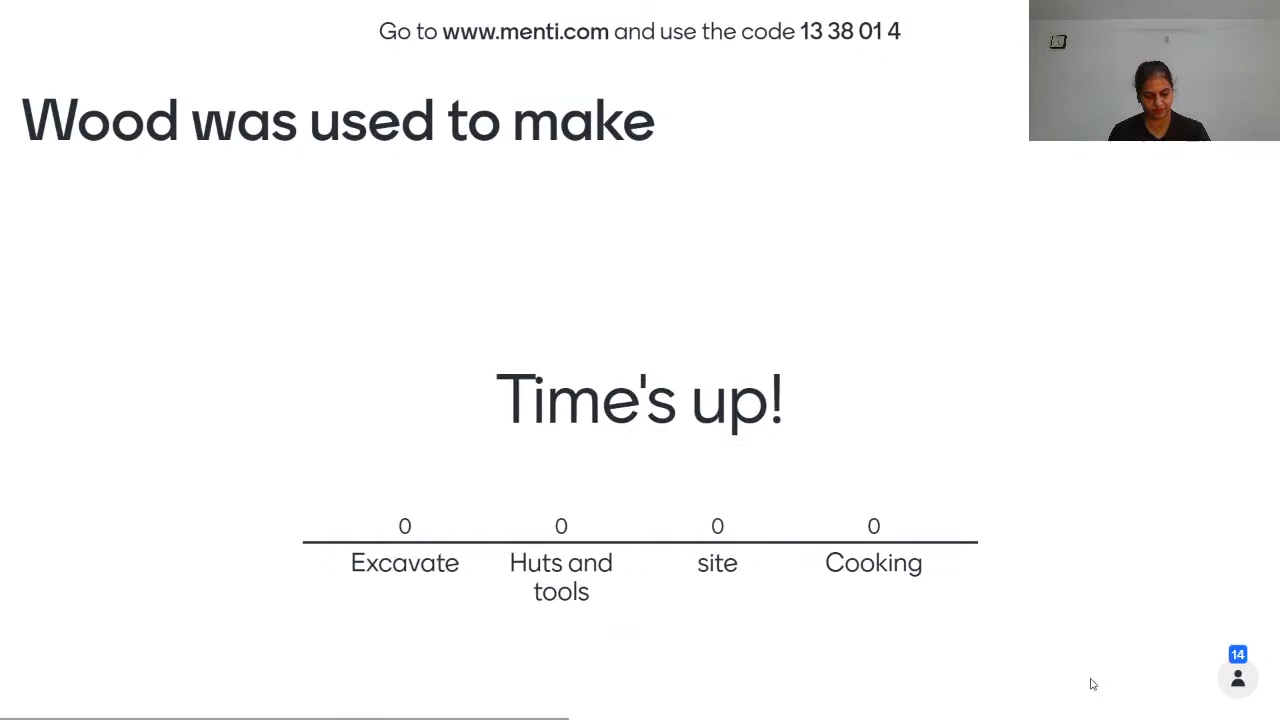 Go to www.menti.com and use the code 13 38 01 4
Wood was used to make
Time's up!
0 0 0 0
Excavate Huts and tools site Cooking
14